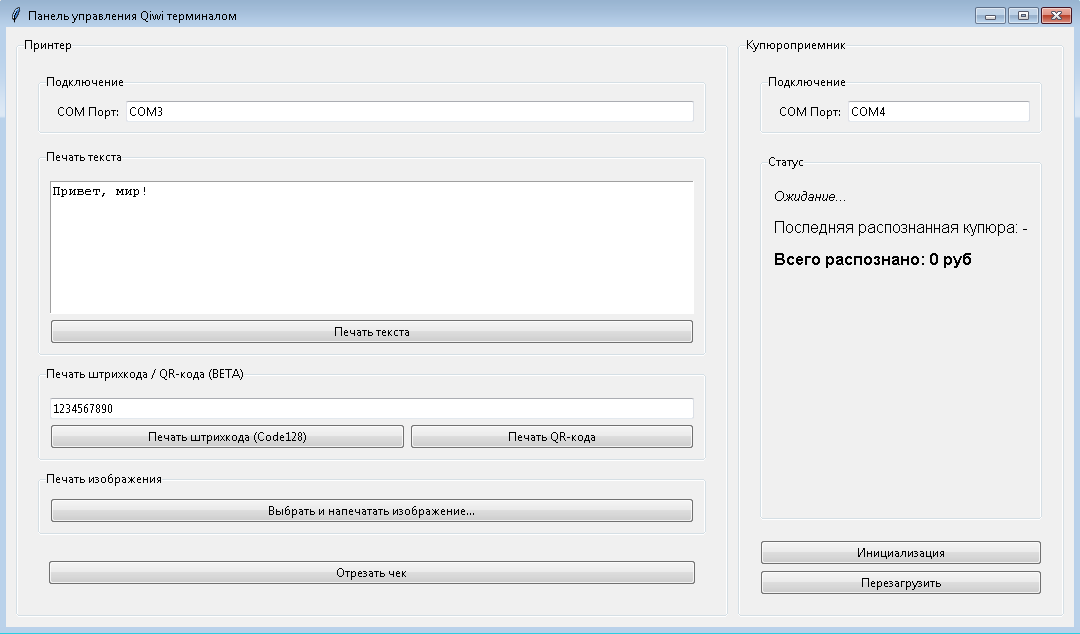 Панель управления Qiwi терминалом
Принтер
Подключение
COM Порт: COM3
Печать текста
Привет, мир!
Печать текста
Печать штрихкода / QR-кода (BETA)
1234567890
Печать штрихкода (Code128)
Печать QR-кода
Печать изображения
Выбрать и напечатать изображение...
Отрезать чек
Купюроприемник
Подключение
COM Порт: COM4
Статус
Ожидание...
Последняя распознанная купюра: -
Всего распознано: 0 руб
Инициализация
Перезагрузить